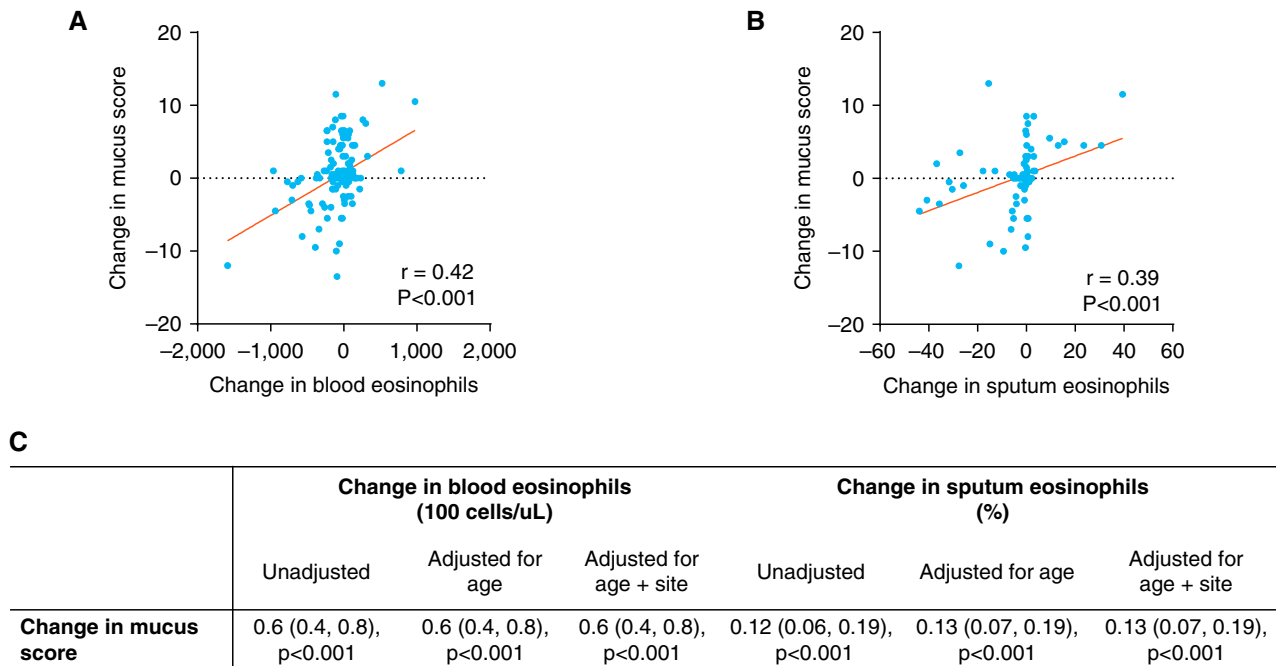 A
20
10
0
–10
–20
Change in mucus score
r = 0.42
P<0.001
–2,000 –1,000 0 1,000 2,000
Change in blood eosinophils
B
20
10
0
–10
–20
Change in mucus score
r = 0.39
P<0.001
–60 –40 –20 0 20 40 60
Change in sputum eosinophils
C
Change in blood eosinophils
(100 cells/uL)
Change in sputum eosinophils
(%)
Unadjusted
Adjusted for
age
Adjusted for
age + site
Unadjusted
Adjusted for age
Adjusted for
age + site
Change in mucus
score
0.6 (0.4, 0.8),
p<0.001
0.6 (0.4, 0.8),
p<0.001
0.6 (0.4, 0.8),
p<0.001
0.12 (0.06, 0.19),
p<0.001
0.13 (0.07, 0.19),
p<0.001
0.13 (0.07, 0.19),
p<0.001